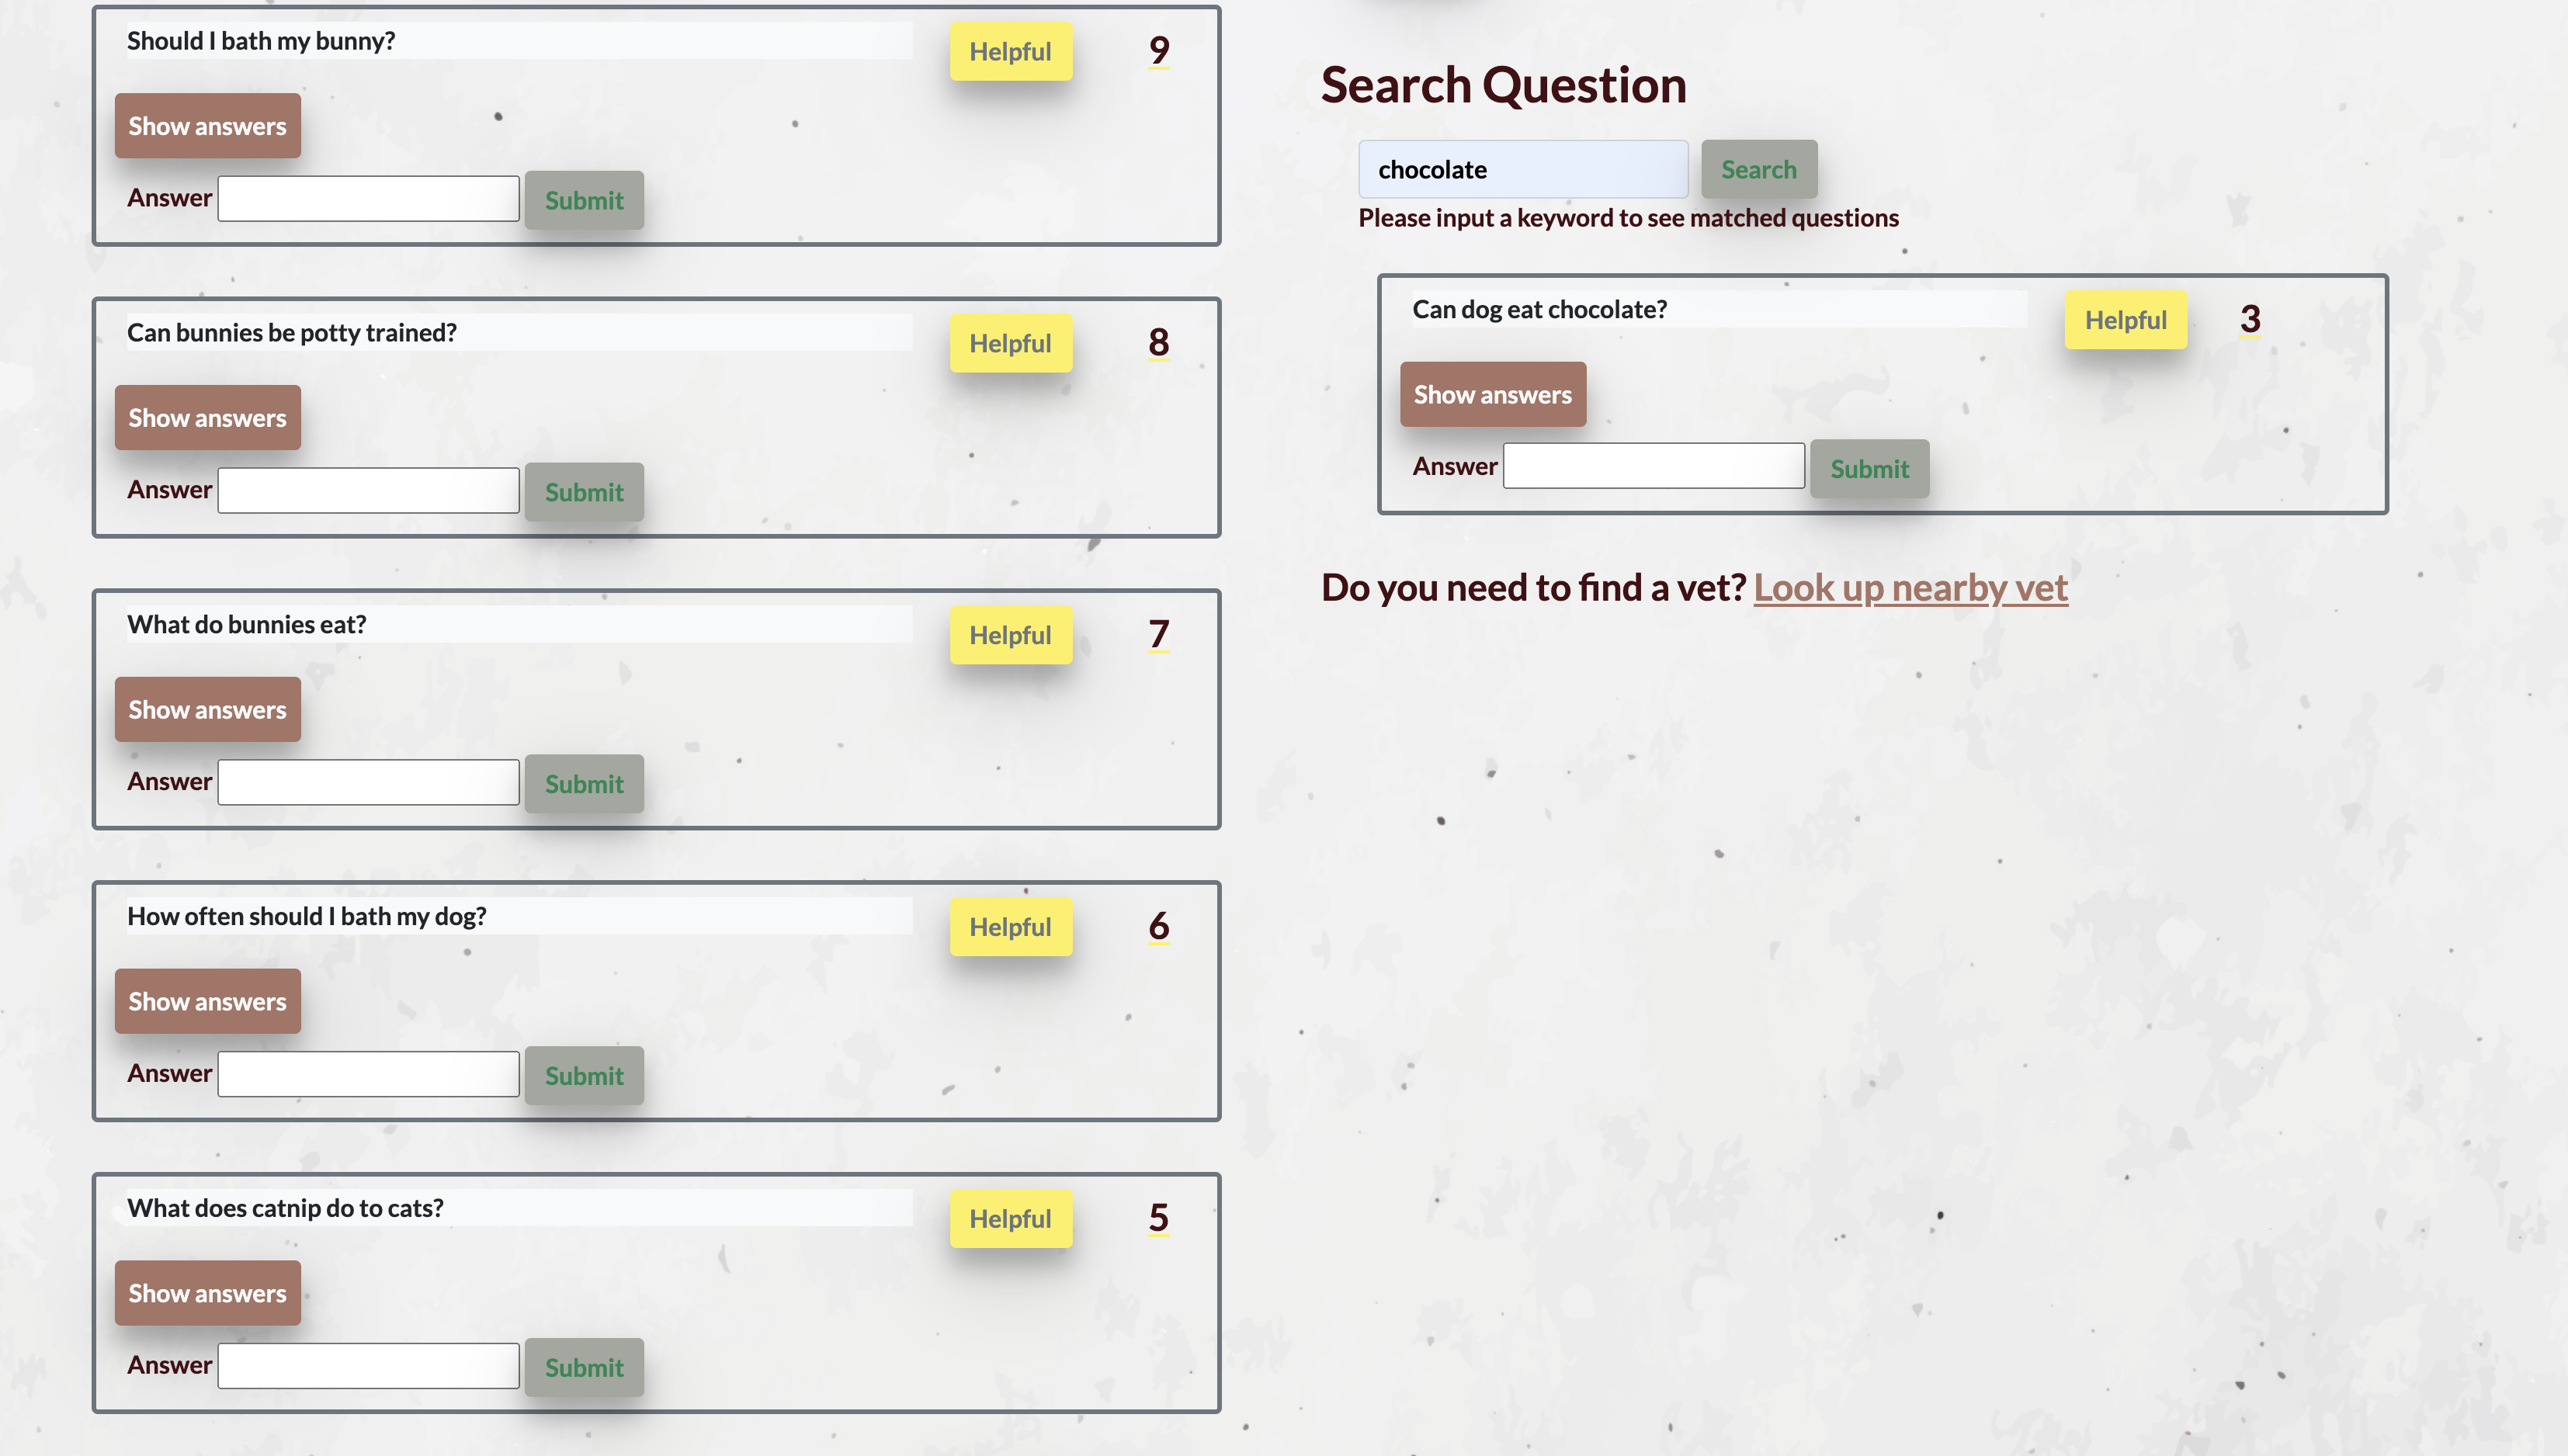 Should I bath my bunny?
Helpful
9
Show answers
Answer
Submit
Can bunnies be potty trained?
Helpful
8
Show answers
Answer
Submit
What do bunnies eat?
Helpful
7
Show answers
Answer
Submit
How often should I bath my dog?
Helpful
6
Show answers
Answer
Submit
What does catnip do to cats?
Helpful
5
Show answers
Answer
Submit
Search Question
chocolate
Search
Please input a keyword to see matched questions
Can dog eat chocolate?
Helpful
3
Show answers
Answer
Submit
Do you need to find a vet? Look up nearby vet